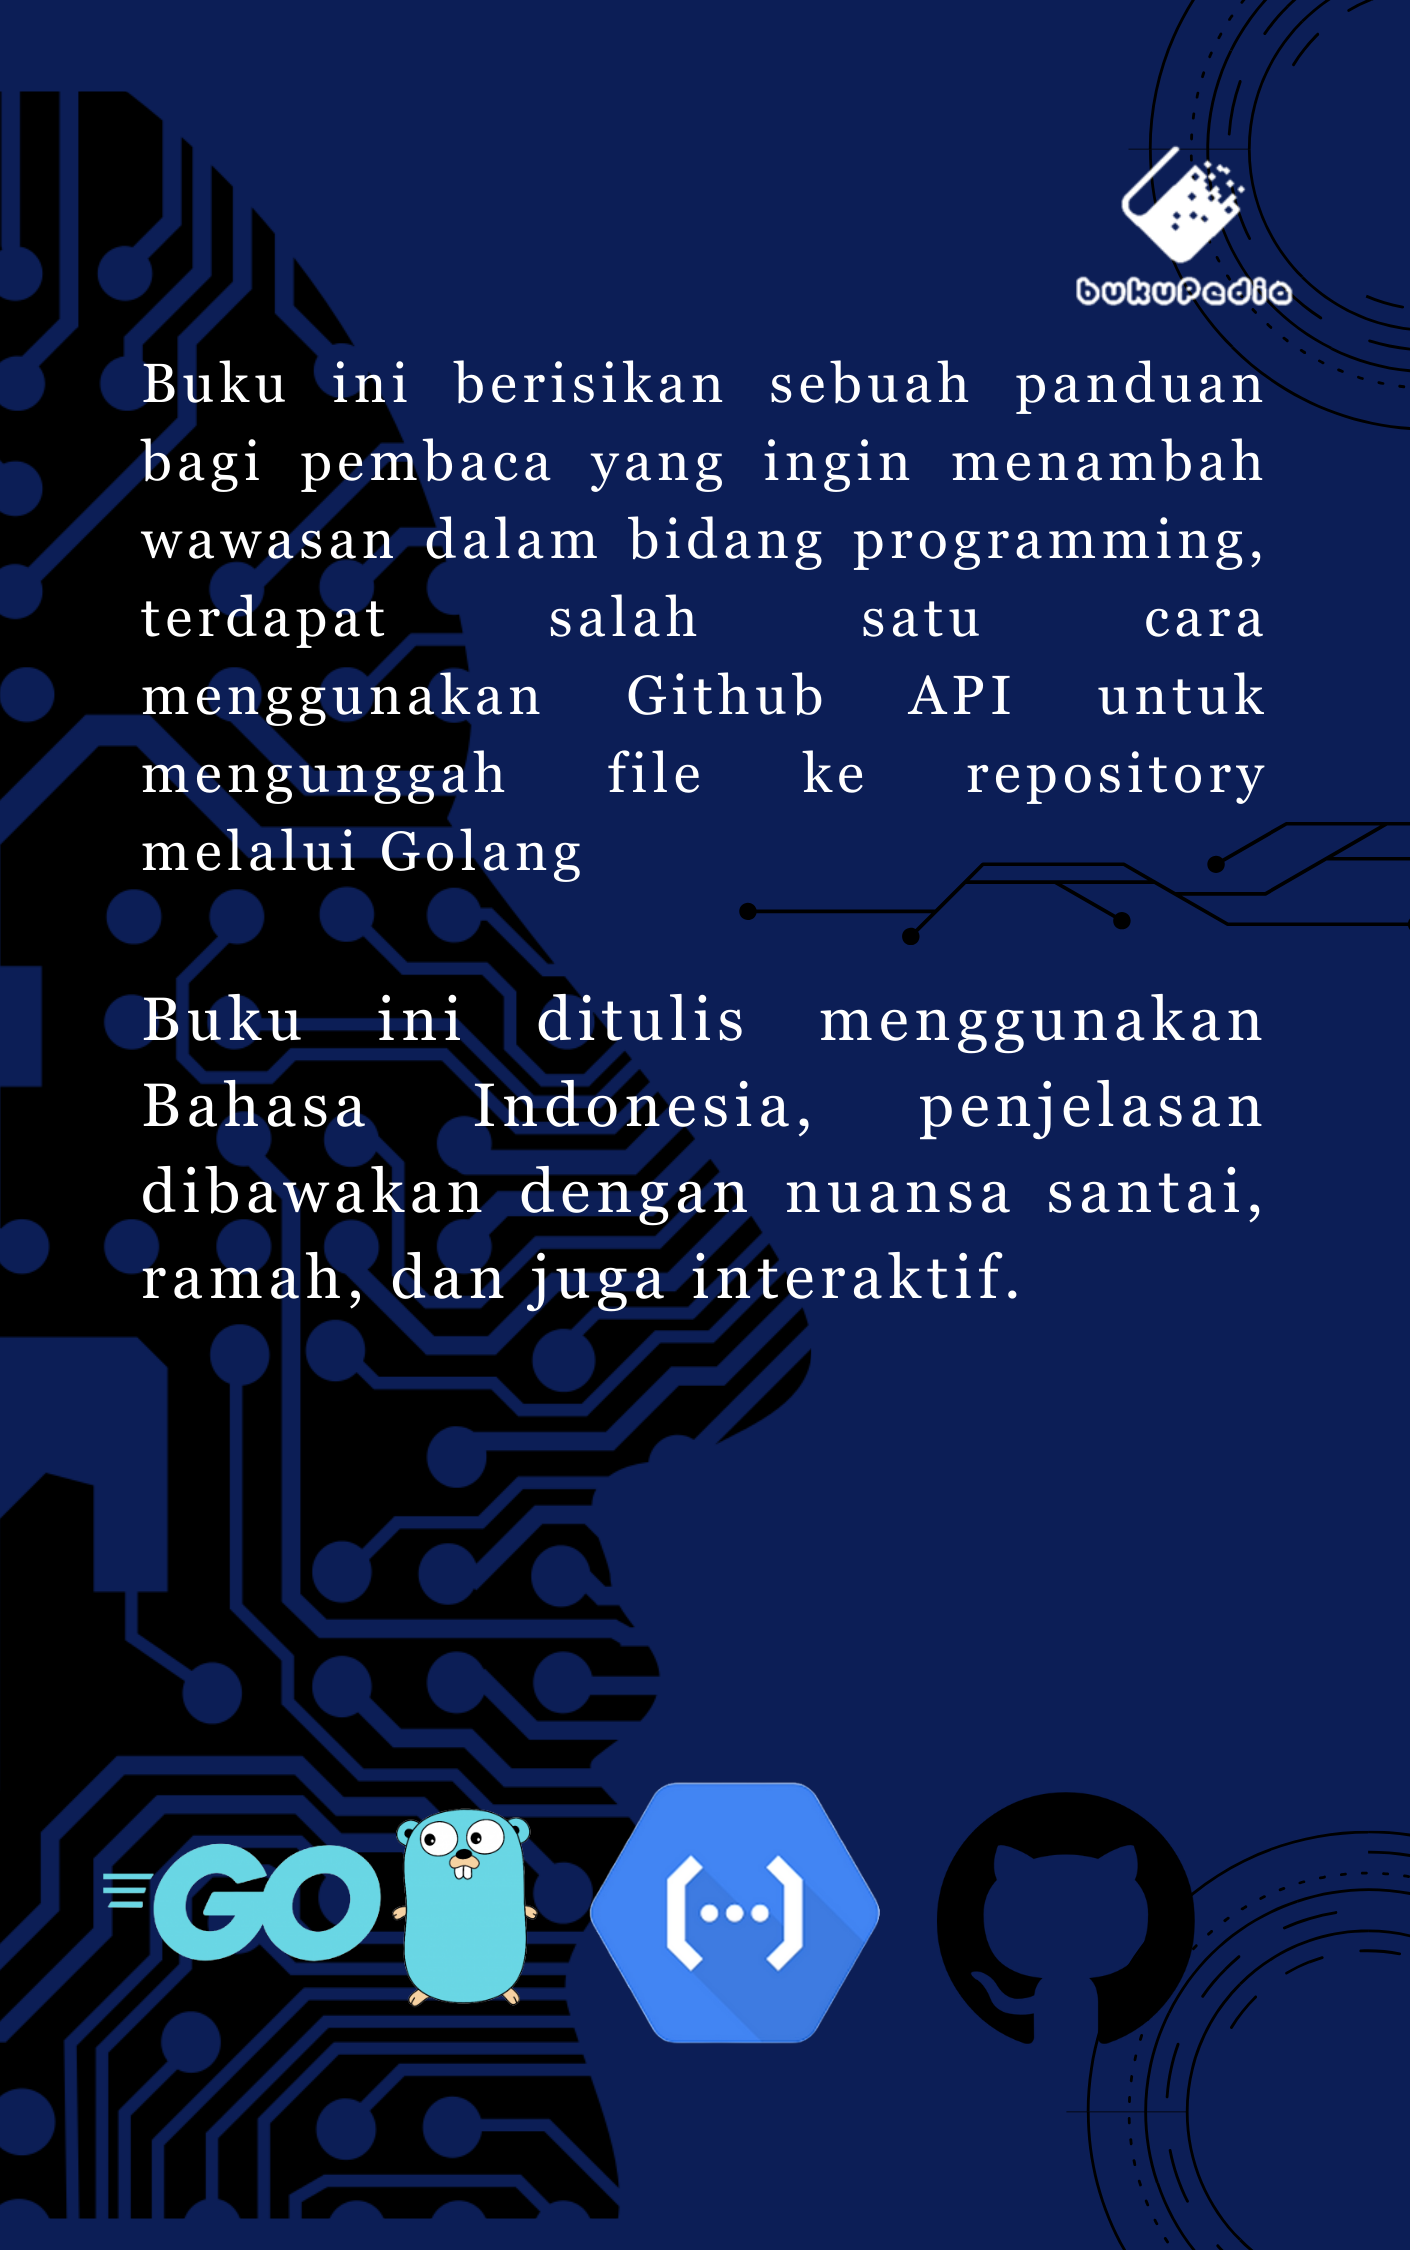 bukupedia
Buku ini berisikan sebuah panduan
bagi pembaca yang ingin menambah
wawasan dalam bidang programming,
terdapat salah satu cara
menggunakan Github API untuk
mengunggah file ke repository
melalui Golang
Buku ini ditulis menggunakan
Bahasa Indonesia, penjelasan
dibawakan dengan nuansa santai,
ramah, dan juga interaktif.
GO